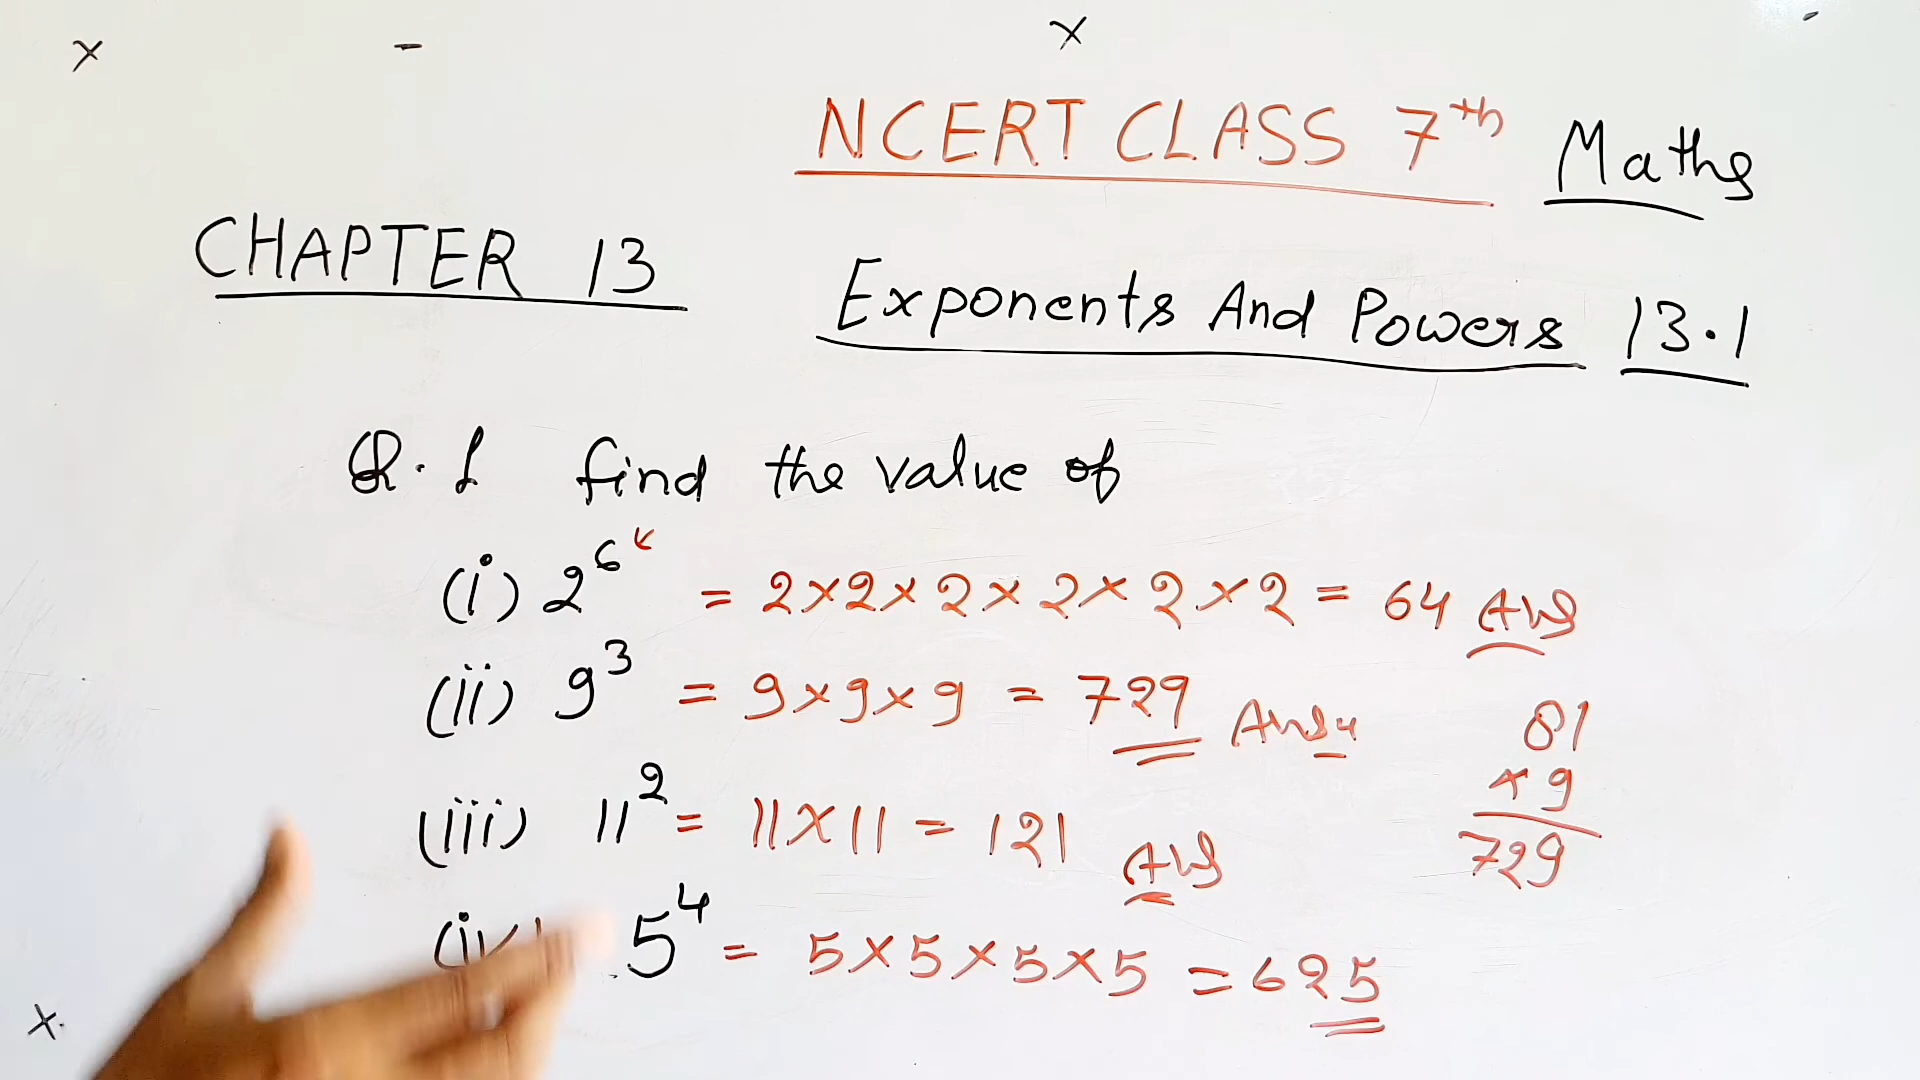 NCERT CLASS 7th Maths
CHAPTER 13 Exponents And Powers 13.1
Q.1 find the value of
(i) 2⁶ = 2×2×2×2×2×2 = 64 Ans
(ii) 9³ = 9×9×9 = 729 Ans
(iii) 11² = 11×11 = 121 Ans
(iv) 5⁴ = 5×5×5×5 = 625
81
×9
729